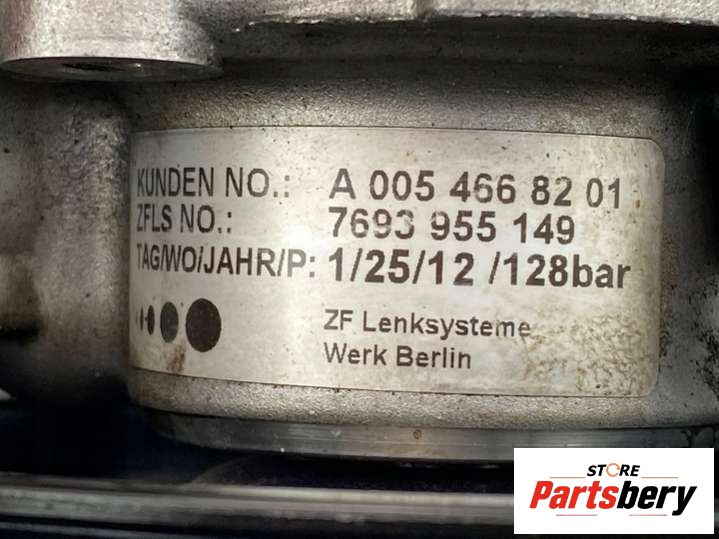 KUNDEN NO.: A 005 466 82 01
ZFLS NO.: 7693 955 149
TAG/WO/JAHR/P: 1/25/12 /128bar
ZF Lenksysteme
Werk Berlin
STORE
Partsbery